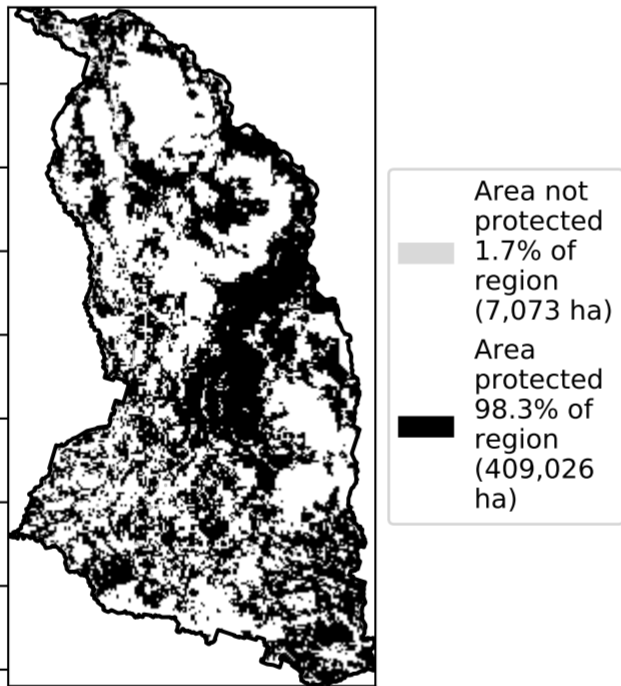 Area not
protected
1.7% of
region
(7,073 ha)
Area
protected
98.3% of
region
(409,026
ha)